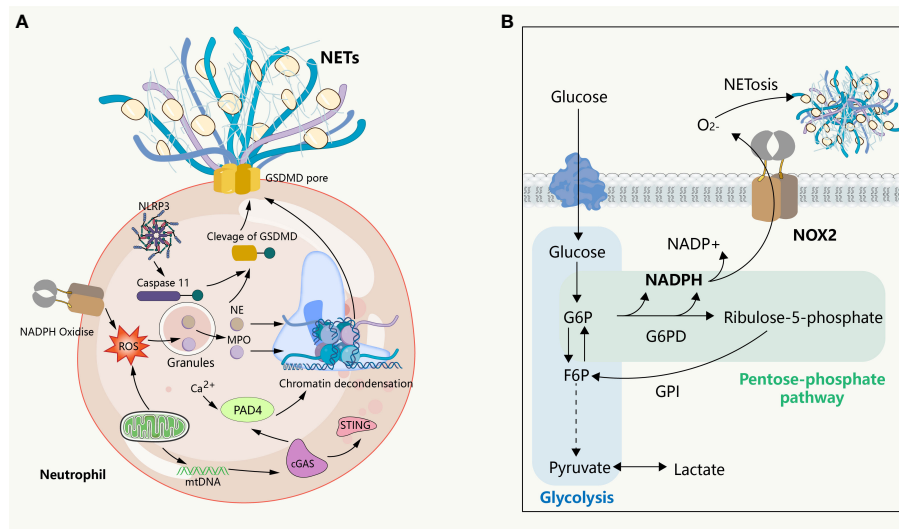 A
NETs
GSDMD pore
NLRP3
Clevage of GSDMD
Caspase 11
NADPH Oxidise
ROS
Granules
NE
MPO
Chromatin decondensation
Ca2+
PAD4
STING
cGAS
mtDNA
Neutrophil
B
Glucose
NETosis
O2-
NOX2
Glucose
NADP+
NADPH
G6P
G6PD
Ribulose-5-phosphate
F6P
GPI
Pentose-phosphate
pathway
Pyruvate
Lactate
Glycolysis